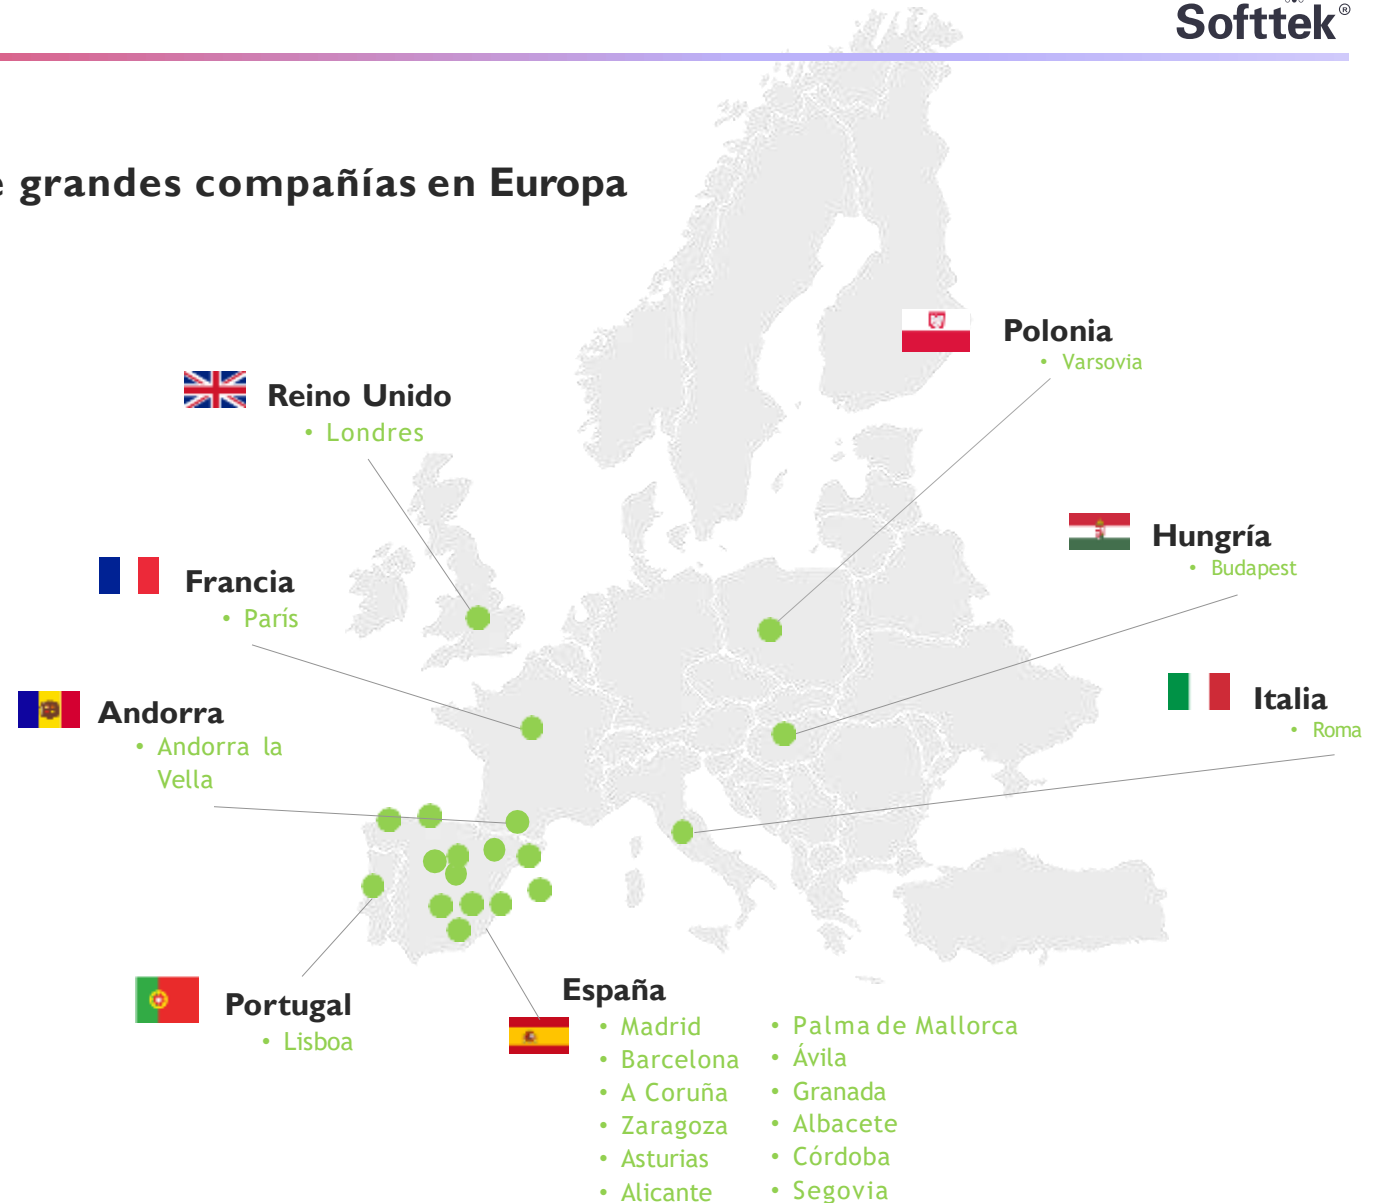 Softtek®
e grandes compañías en Europa
Polonia
• Varsovia
Reino Unido
• Londres
Hungría
• Budapest
Francia
• París
Italia
• Roma
Andorra
• Andorra la
Vella
España
Portugal
• Lisboa
• Madrid
• Barcelona
• A Coruña
• Zaragoza
• Asturias
• Alicante
• Palma de Mallorca
• Ávila
• Granada
• Albacete
• Córdoba
• Segovia